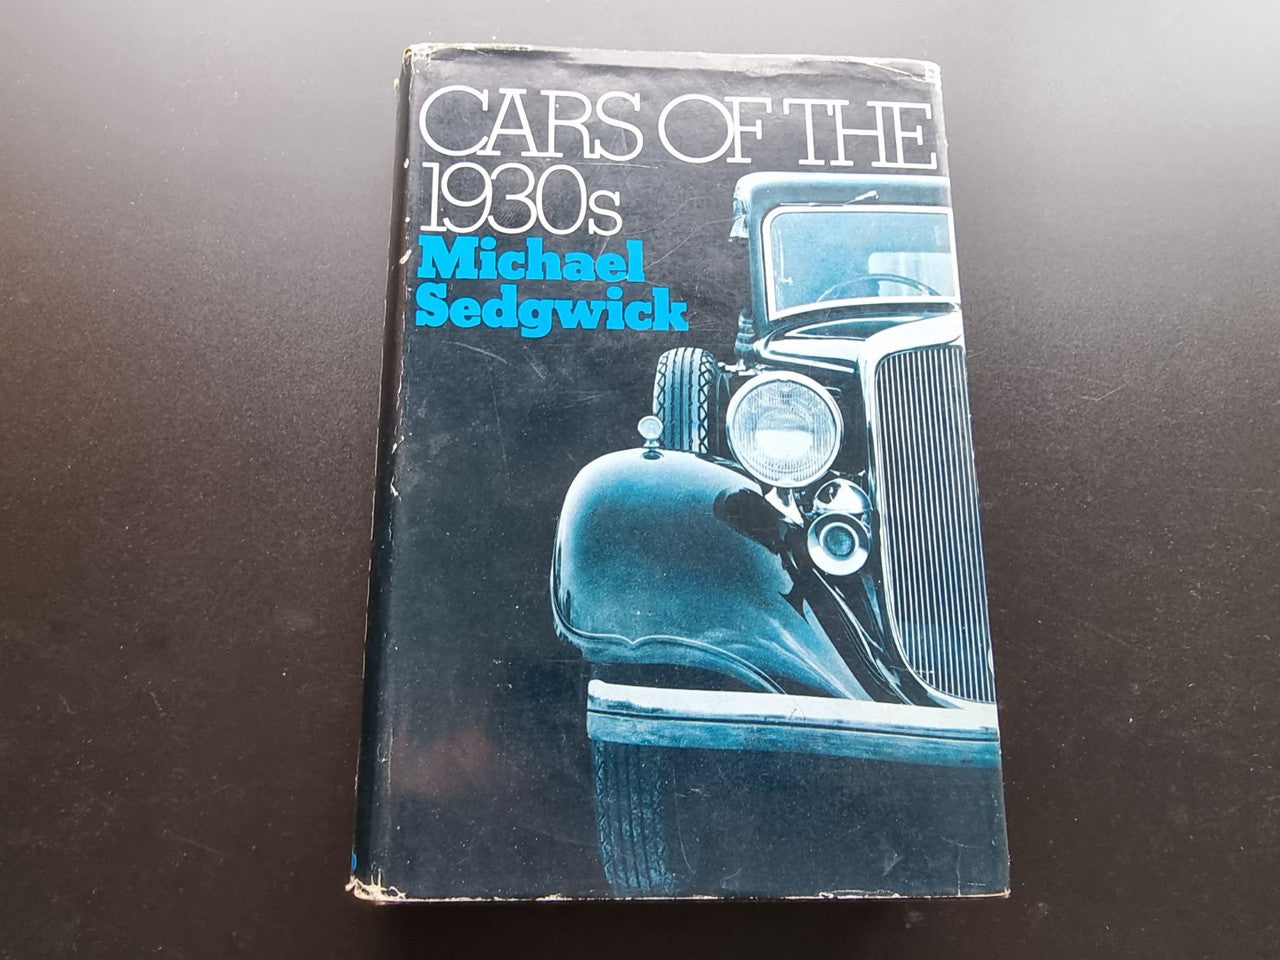 CARS OF THE
1930s
Michael
Sedgwick